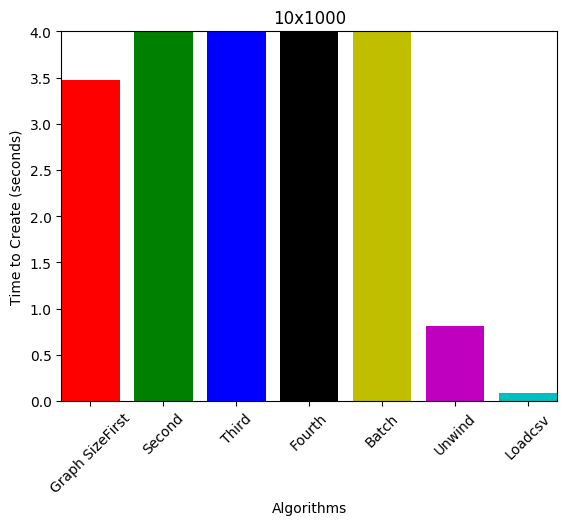 10x1000
Time to Create (seconds)
4.0
3.5
3.0
2.5
2.0
1.5
1.0
0.5
0.0
Graph SizeFirst
Second
Third
Fourth
Batch
Unwind
Loadcsv
Algorithms